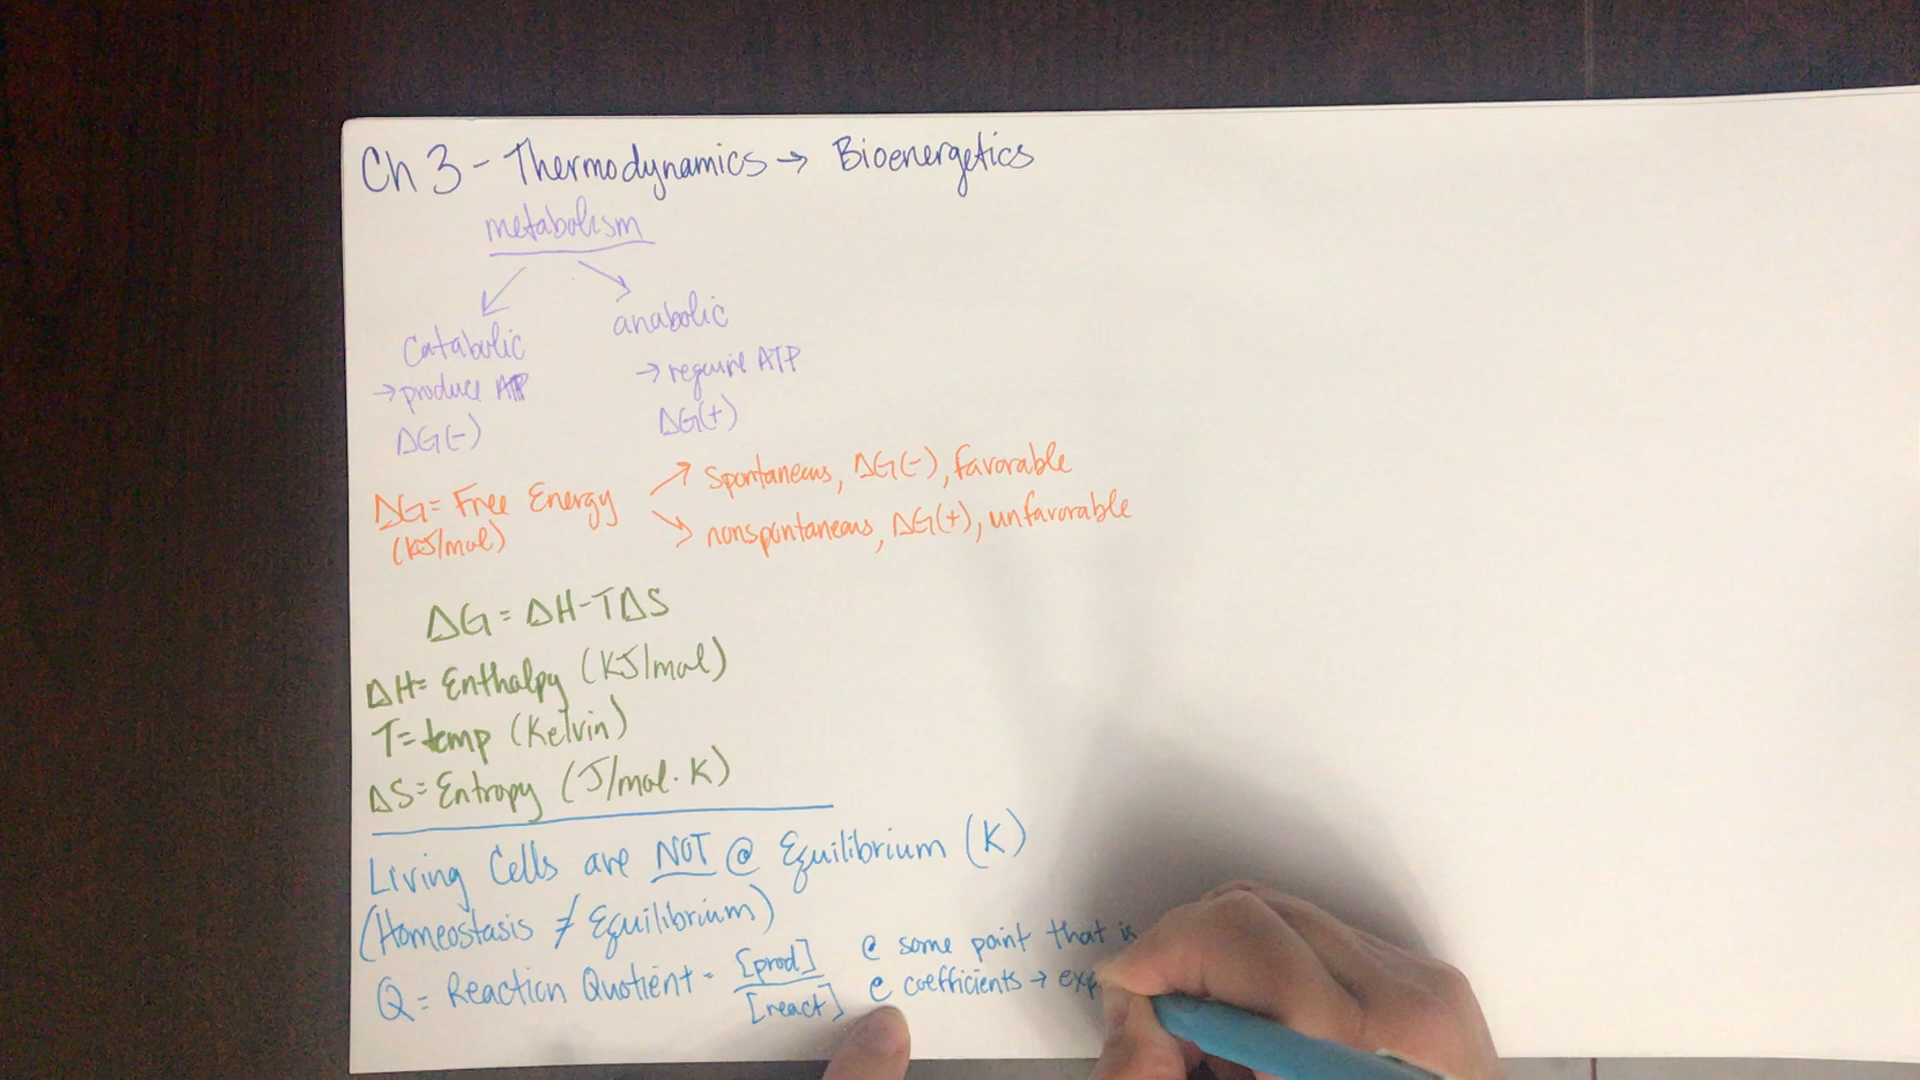 Ch 3 - Thermodynamics → Bioenergetics
metabolism
catabolic
→ produce ATP
ΔG(-)
anabolic
→ require ATP
ΔG(+)
ΔG = Free Energy
(KJ/mol)
↗ Spontaneous, ΔG(-), favorable
↘ nonspontaneous, ΔG(+), unfavorable
ΔG = ΔH-TΔS
ΔH = Enthalpy (KJ/mol)
T = temp (Kelvin)
ΔS = Entropy (J/mol·K)
Living Cells are NOT @ Equilibrium (K)
(Homeostasis ≠ Equilibrium)
Q = Reaction Quotient = [prod]
[react]
@ some point that is
coefficients →